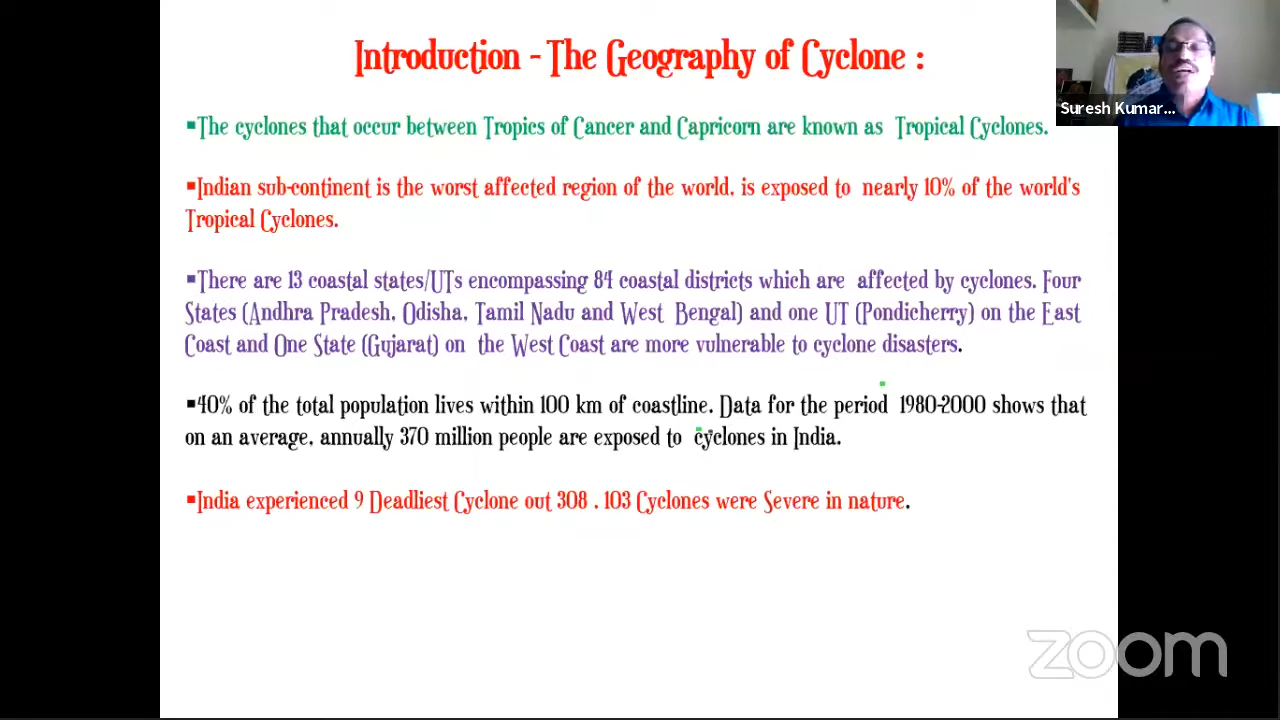 Introduction - The Geography of Cyclone :
▪The cyclones that occur between Tropics of Cancer and Capricorn are known as Tropical Cyclones.
▪Indian sub-continent is the worst affected region of the world, is exposed to nearly 10% of the world's
Tropical Cyclones.
▪There are 13 coastal states/UTs encompassing 84 coastal districts which are affected by cyclones. Four
States (Andhra Pradesh, Odisha, Tamil Nadu and West Bengal) and one UT (Pondicherry) on the East
Coast and One State (Gujarat) on the West Coast are more vulnerable to cyclone disasters.
▪40% of the total population lives within 100 km of coastline. Data for the period 1980-2000 shows that
on an average, annually 370 million people are exposed to cyclones in India.
▪India experienced 9 Deadliest Cyclone out 308 . 103 Cyclones were Severe in nature.
Suresh Kumar...
zoom